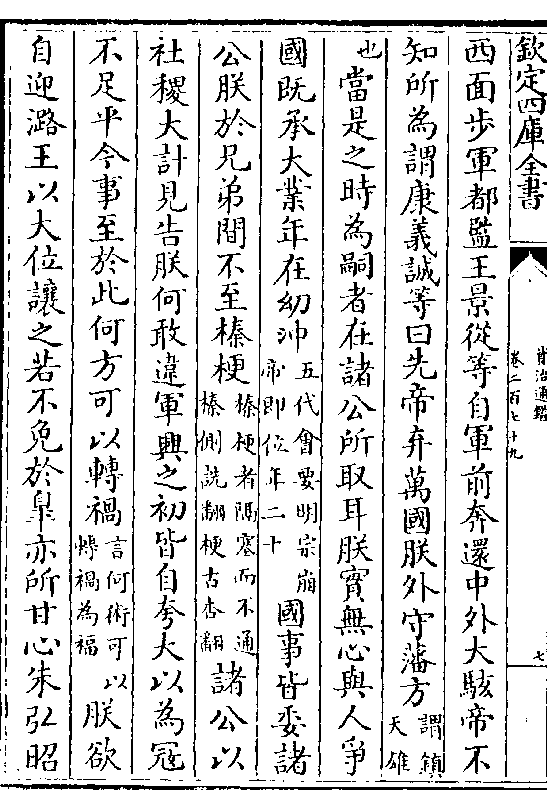 欽定四庫全書
資治通鑑
卷二百七十九
七
西面步軍都監王景從等自軍前奔還中外大駭帝不
知所為謂康義誠等曰先帝弃萬國朕外守藩方謂鎮天雄
也當是之時為嗣者在諸公所取耳朕實無心與人爭
國既承大業年在幼沖五代會要明宗崩帝即位年二十國事皆委諸
公朕於兄弟間不至榛梗榛梗者隔塞而不通榛側詵翻梗古杏翻諸公以
社稷大計見告朕何敢違軍興之初皆自夸大以為冦
不足平今事至於此何方可以轉禍言何術可以轉禍為福朕欲
自迎潞王以大位讓之若不免於辠亦所甘心朱弘昭